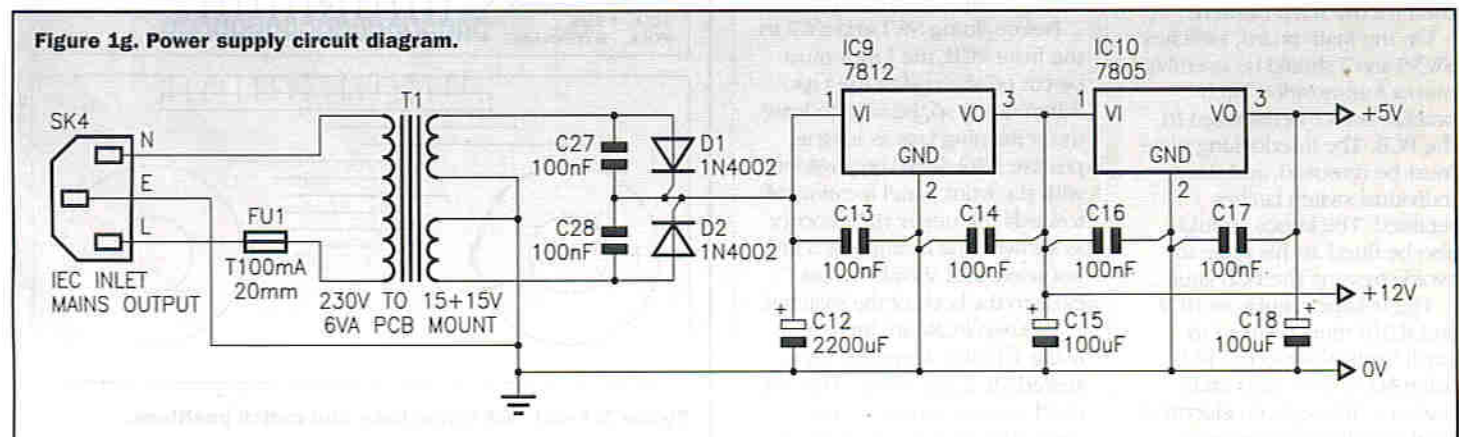 Figure 1g. Power supply circuit diagram.
SK4
N
E
L
IEC INLET
MAINS OUTPUT
FU1
T100mA
20mm
T1
230V TO 15+15V
6VA PCB MOUNT
C27
100nF
C28
100nF
D1
1N4002
D2
1N4002
IC9
7812
1
VI
VO
3
GND
2
IC10
7805
1
VI
VO
3
GND
2
+5V
C13
100nF
C14
100nF
C16
100nF
C17
100nF
+12V
+
C12
2200uF
+
C15
100uF
+
C18
100uF
0V